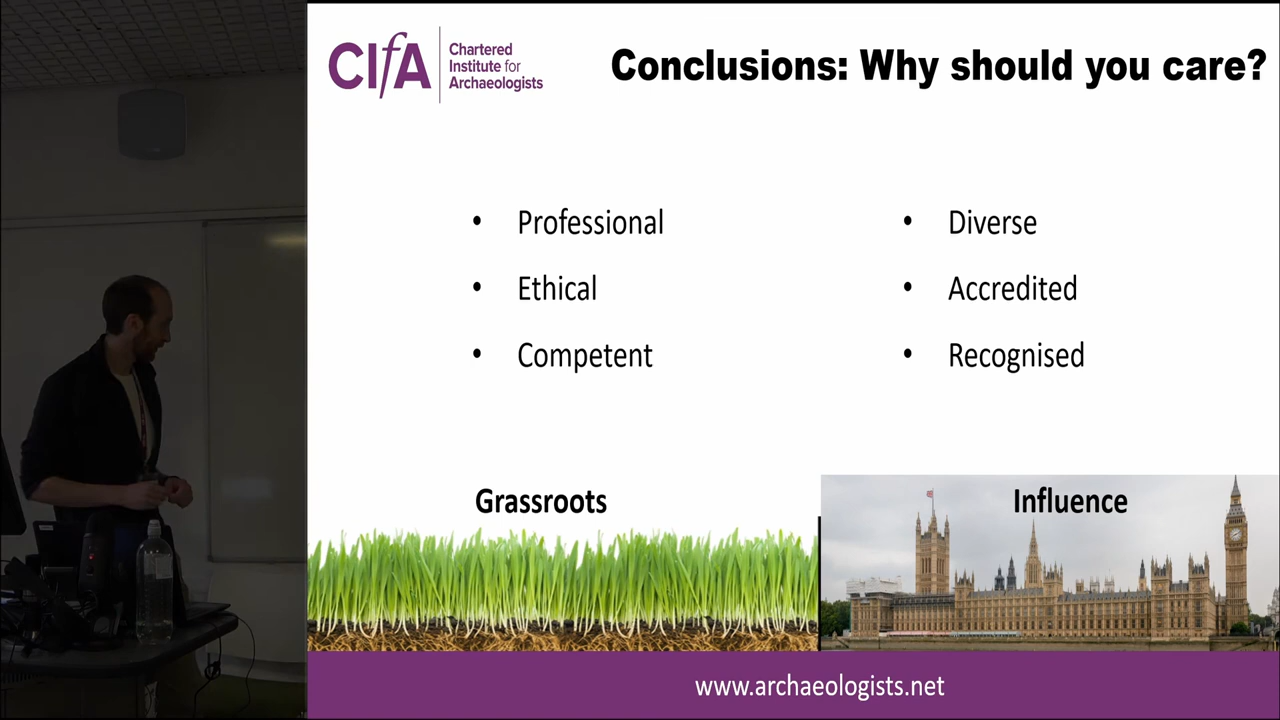 CIfA
Chartered
Institute for
Archaeologists
Conclusions: Why should you care?
• Professional
• Ethical
• Competent
• Diverse
• Accredited
• Recognised
Grassroots
Influence
www.archaeologists.net